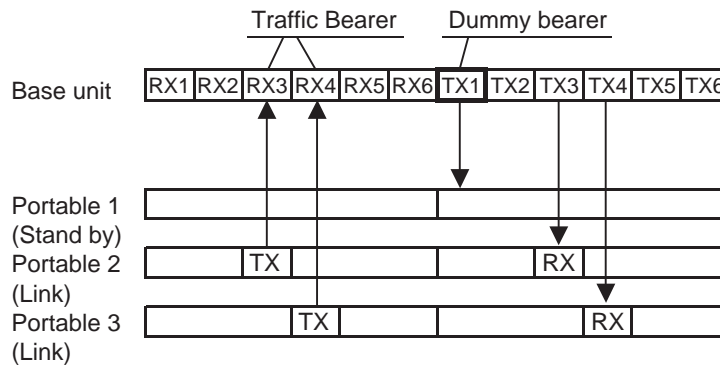 Traffic Bearer Dummy bearer
Base unit RX1 RX2 RX3 RX4 RX5 RX6 TX1 TX2 TX3 TX4 TX5 TX6
Portable 1
(Stand by)
Portable 2 TX RX
(Link)
Portable 3 TX RX
(Link)